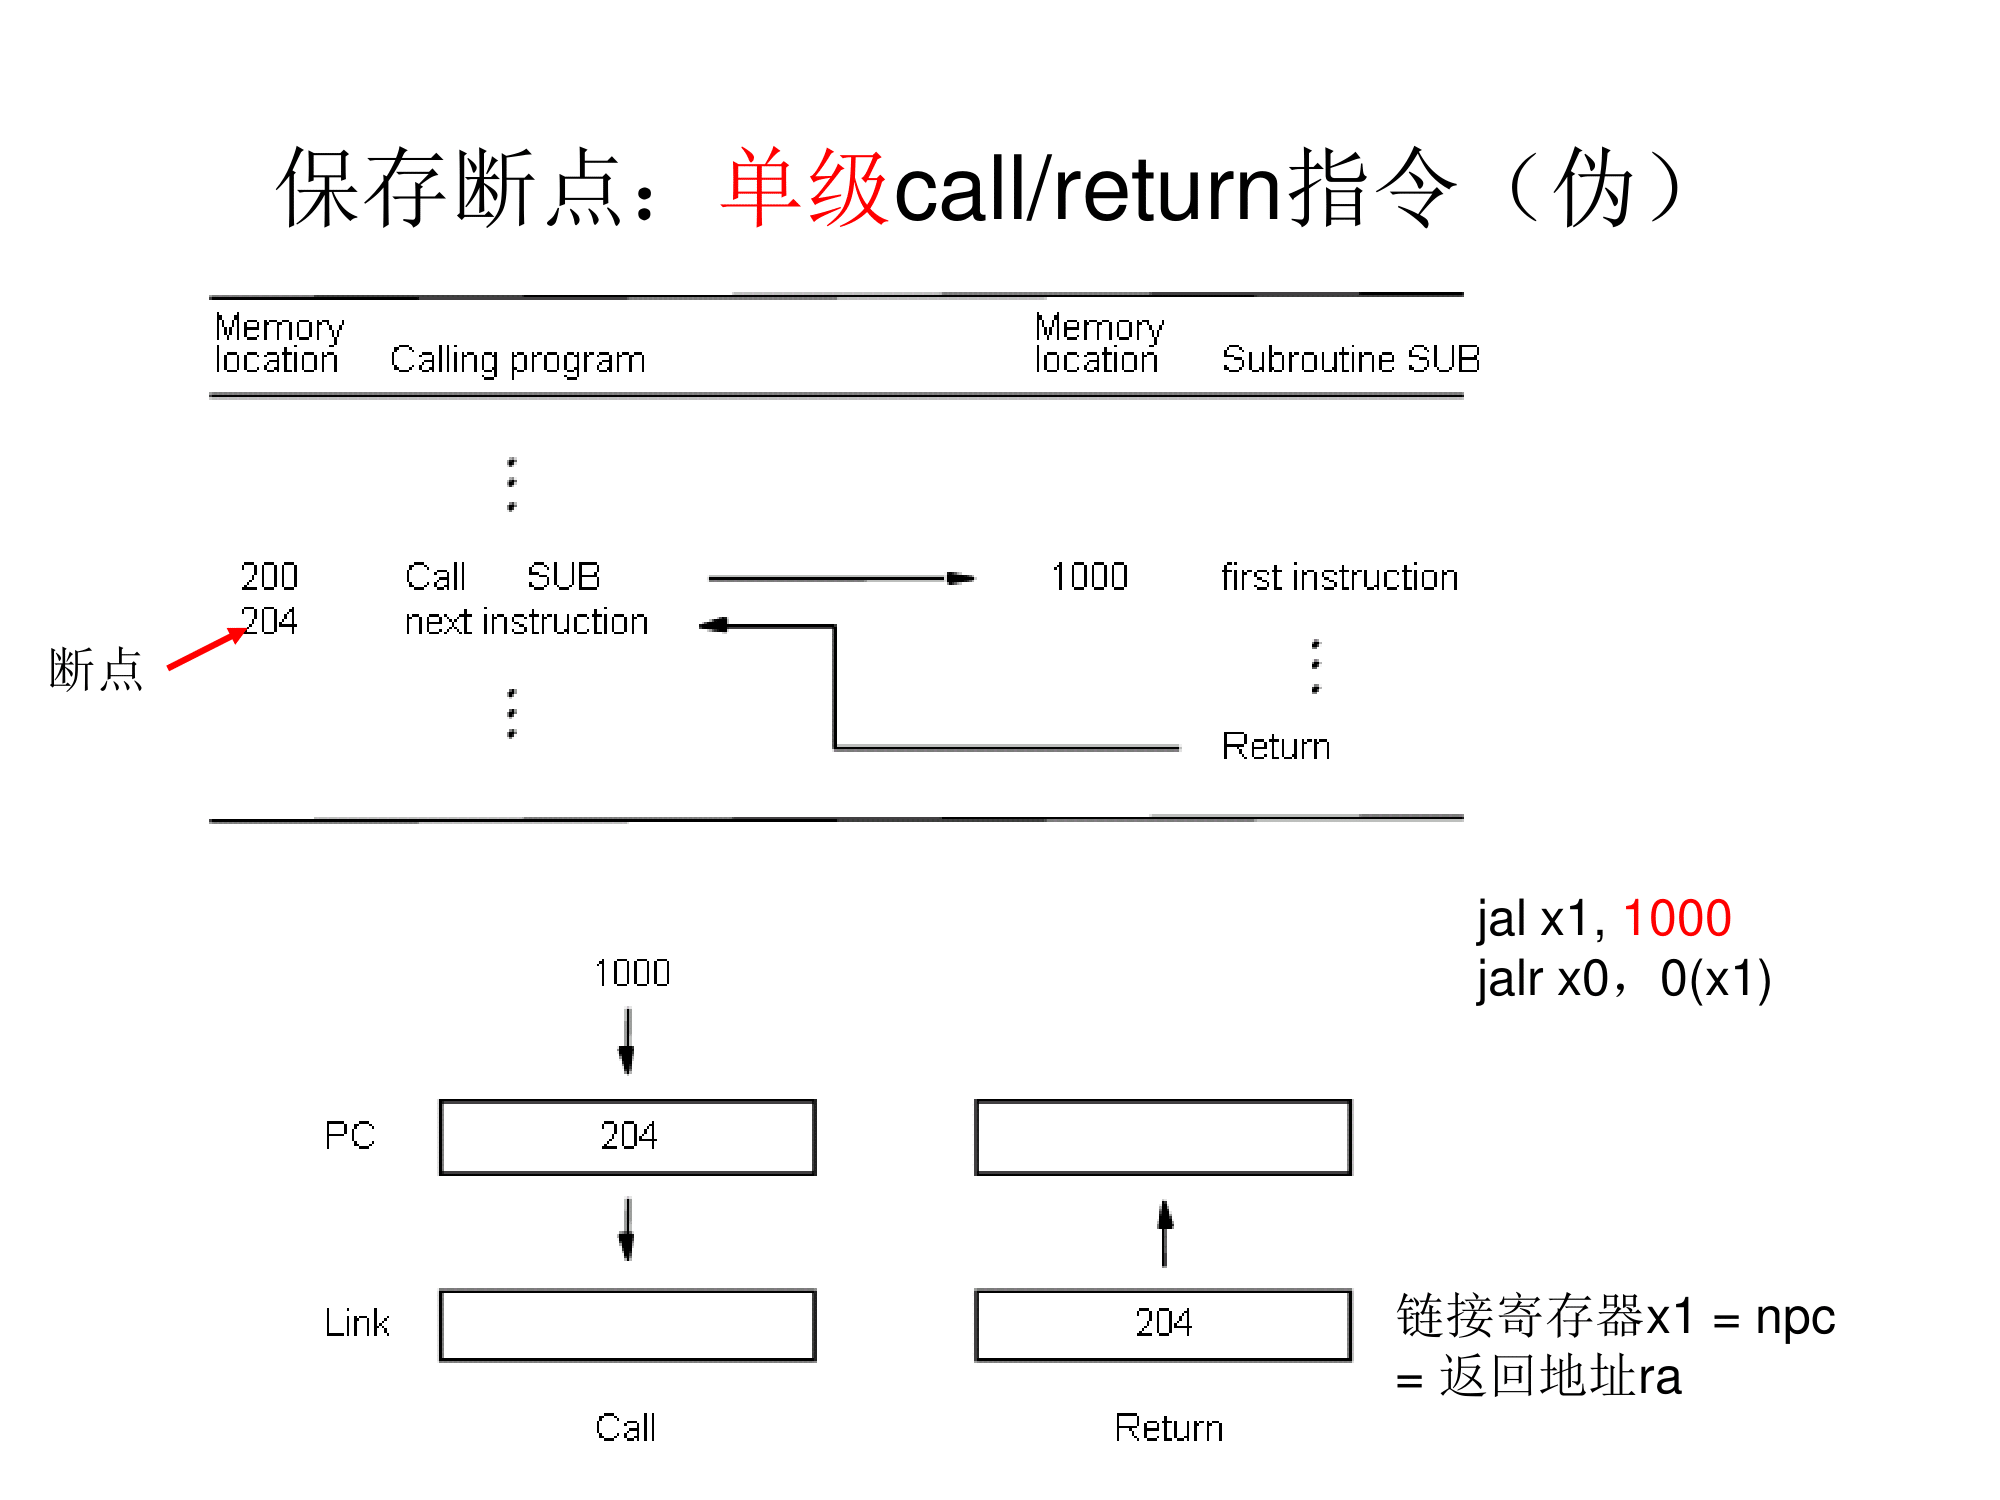 保存断点：单级call/return指令（伪）
Memory location Calling program Memory location Subroutine SUB
200 Call SUB 1000 first instruction
204 next instruction
断点
Return
jal x1, 1000
jalr x0，0(x1)
1000
PC 204
Link 204
链接寄存器x1 = npc
= 返回地址ra
Call Return